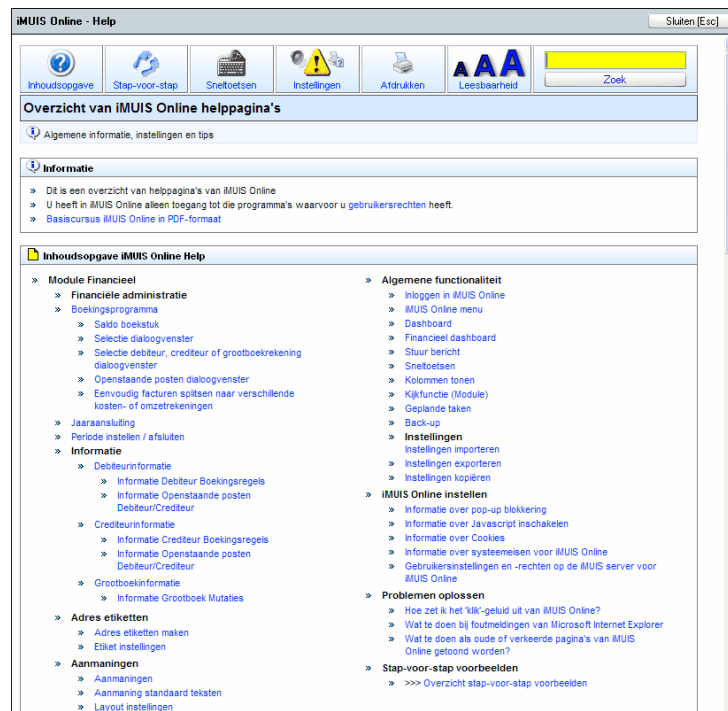 iMUIS Online - Help
Sluiten [Esc]
Inhoudsopgave
Stap-voor-stap
Sneltoetsen
Instellingen
Afdrukken
AAA
Leesbaarheid
Zoek
Overzicht van iMUIS Online helppagina's
Algemene informatie, instellingen en tips
Informatie
» Dit is een overzicht van helppagina's van iMUIS Online
» U heeft in iMUIS Online alleen toegang tot die programma's waarvoor u gebruikersrechten heeft.
» Basiscursus iMUIS Online in PDF-formaat
Inhoudsopgave iMUIS Online Help
» Module Financieel
» Financiële administratie
» Boekingsprogramma
» Saldo boekstuk
» Selectie dialoogvenster
» Selectie debiteur, crediteur of grootboekrekening
dialoogvenster
» Openstaande posten dialoogvenster
» Eenvoudig facturen splitsen naar verschillende
kosten- of omzetrekeningen
» Jaaraansluiting
» Periode instellen / afsluiten
» Informatie
» Debiteurinformatie
» Informatie Debiteur Boekingsregels
» Informatie Openstaande posten
Debiteur/Crediteur
» Crediteurinformatie
» Informatie Crediteur Boekingsregels
» Informatie Openstaande posten
Debiteur/Crediteur
» Grootboekinformatie
» Informatie Grootboek Mutaties
» Adres etiketten
» Adres etiketten maken
» Etiket instellingen
» Aanmaningen
» Aanmaningen
» Aanmaning standaard teksten
» Layout instellingen
» Algemene functionaliteit
» Inloggen in iMUIS Online
» iMUIS Online menu
» Dashboard
» Financieel dashboard
» Stuur bericht
» Sneltoetsen
» Kolommen tonen
» Kijkfunctie (Module)
» Geplande taken
» Back-up
» Instellingen
Instellingen importeren
» Instellingen exporteren
» Instellingen kopiëren
» iMUIS Online instellen
» Informatie over pop-up blokkering
» Informatie over Javascript inschakelen
» Informatie over Cookies
» Informatie over systeemeisen voor iMUIS Online
» Gebruikersinstellingen en -rechten op de iMUIS server voor
iMUIS Online
» Problemen oplossen
» Hoe zet ik het 'klik'-geluid uit van iMUIS Online?
» Wat te doen bij foutmeldingen van Microsoft Internet Explorer
» Wat te doen als oude of verkeerde pagina's van iMUIS
Online getoond worden?
» Stap-voor-stap voorbeelden
» >>> Overzicht stap-voor-stap voorbeelden